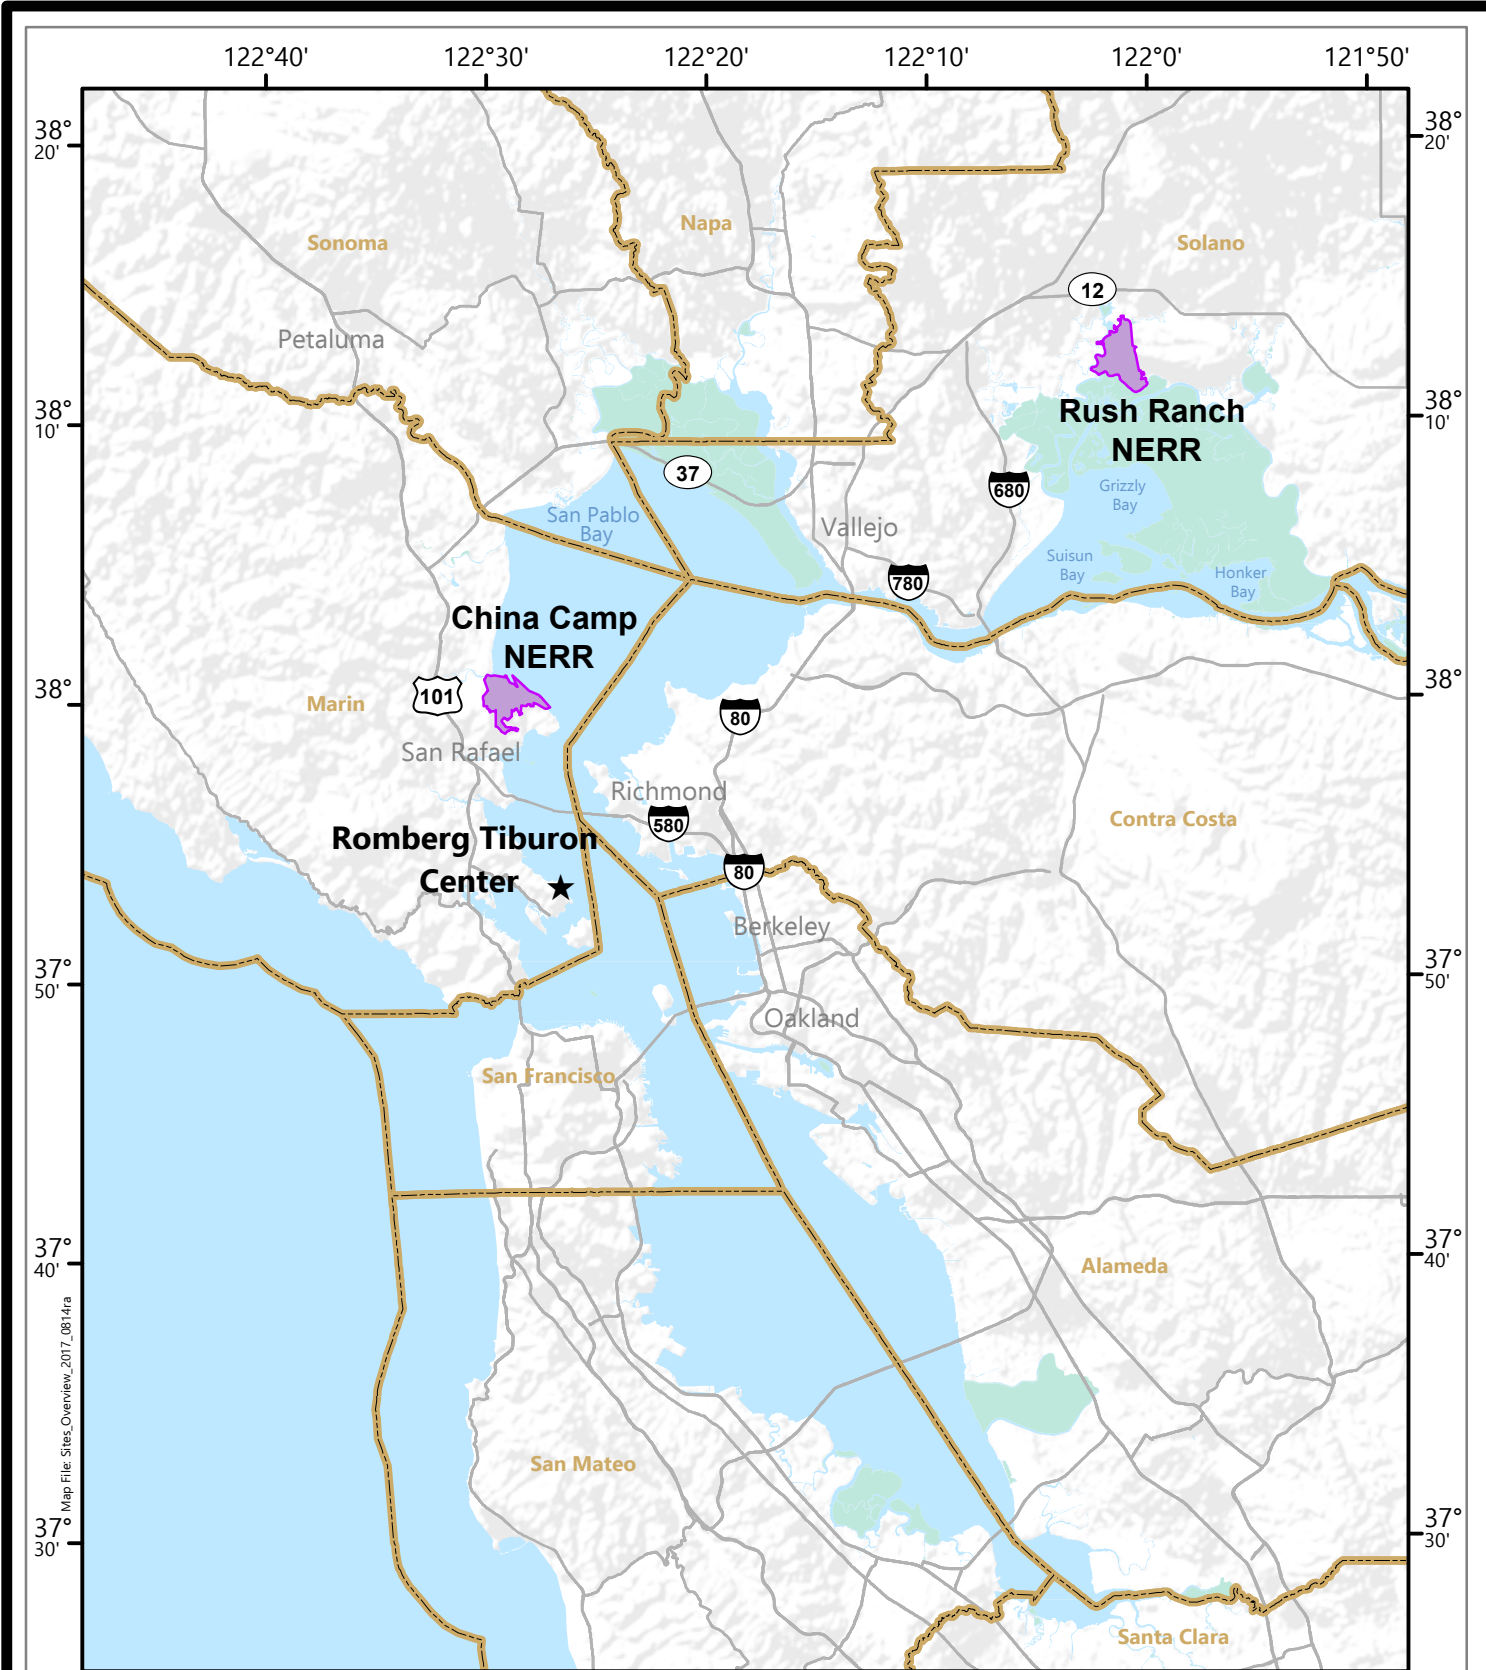 122°40'
122°30'
122°20'
122°10'
122°0'
121°50'
38°
20'
38°
20'
Napa
Sonoma
Solano
12
Petaluma
38°
10'
Rush Ranch
NERR
38°
10'
37
680
Grizzly
Bay
San Pablo
Bay
Vallejo
Suisun
Bay
780
Honker
Bay
China Camp
NERR
38°
Marin
101
80
38°
San Rafael
Richmond
580
Contra Costa
Romberg Tiburon
Center
80
Berkeley
37°
50'
37°
50'
Oakland
San Francisco
37°
40'
Alameda
37°
40'
Map File: Sites_Overview_2017_0814ra
San Mateo
37°
30'
37°
30'
Santa Clara